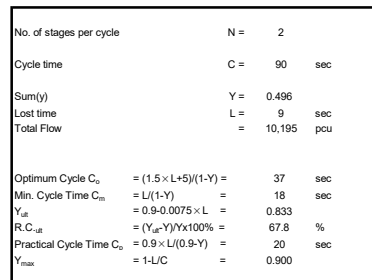 No. of stages per cycle N = 2
Cycle time C = 90 sec
Sum(y) Y = 0.496
Lost time L = 9 sec
Total Flow = 10,195 pcu
Optimum Cycle Cₒ = (1.5×L+5)/(1-Y) = 37 sec
Min. Cycle Time Cₘ = L/(1-Y) = 18 sec
Yult = 0.9-0.0075×L = 0.833
R.C.ult = (Yult-Y)/Yx100% = 67.8 %
Practical Cycle Time Cₚ = 0.9×L/(0.9-Y) = 20 sec
Yₘₐₓ = 1-L/C = 0.900